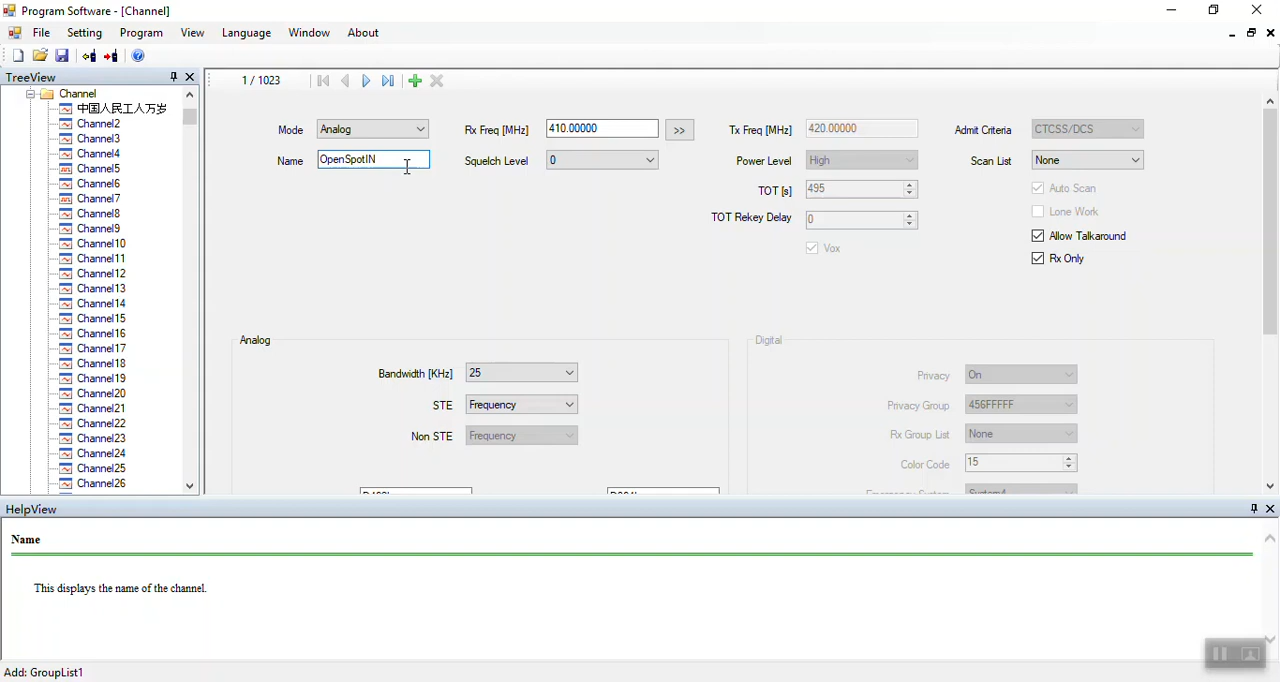 Program Software - [Channel]
File Setting Program View Language Window About
TreeView
Channel
中国人民工人万岁
Channel2
Channel3
Channel4
Channel5
Channel6
Channel7
Channel8
Channel9
Channel10
Channel11
Channel12
Channel13
Channel14
Channel15
Channel16
Channel17
Channel18
Channel19
Channel20
Channel21
Channel22
Channel23
Channel24
Channel25
Channel26
1 / 1023
Mode Analog Rx Freq [MHz] 410.00000 >> Tx Freq [MHz] 420.00000 Admit Criteria CTCSS/DCS
Name OpenSpotIN Squelch Level 0 Power Level High Scan List None
TOT [s] 495 Auto Scan
TOT Rekey Delay 0 Lone Work
Allow Talkaround
Vox Rx Only
Analog
Bandwidth [KHz] 25
STE Frequency
Non STE Frequency
Digital
Privacy On
Privacy Group 456FFFFF
Rx Group List None
Color Code 15
Emergency System System4
HelpView
Name
This displays the name of the channel.
Add: GroupList1